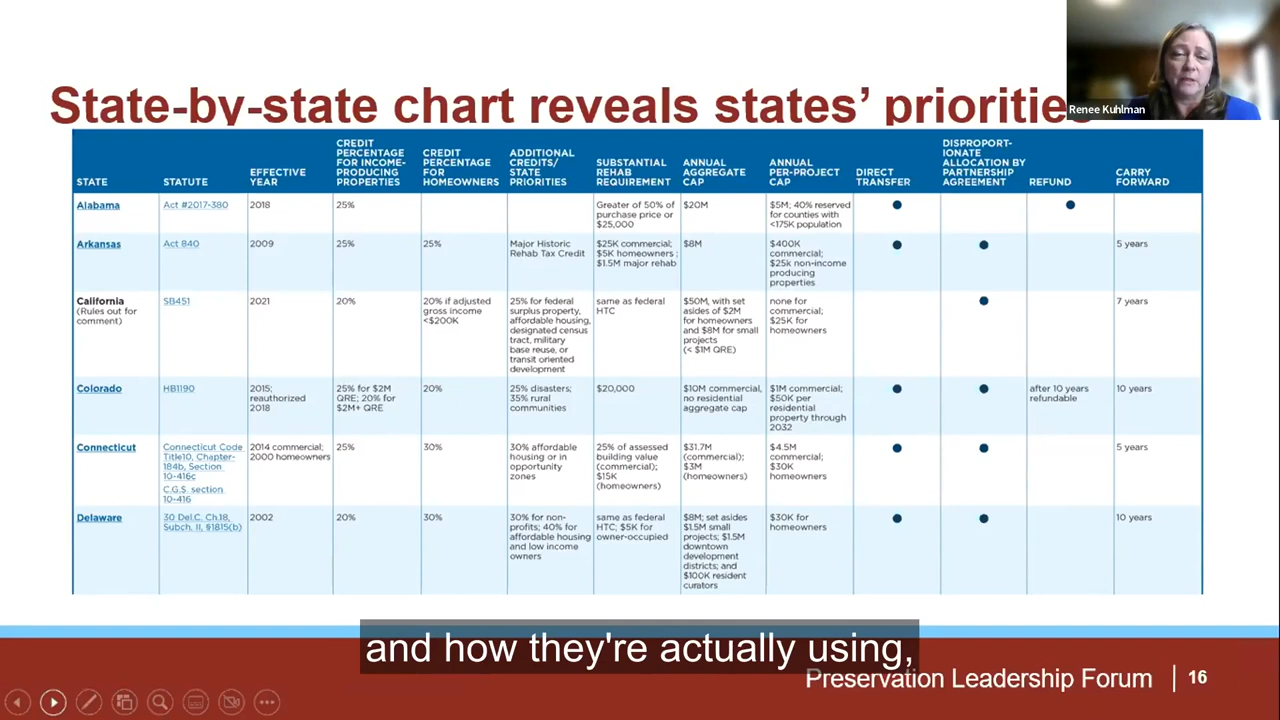 State-by-state chart reveals states' priorities
Renee Kuhlman
STATE
STATUTE
EFFECTIVE
YEAR
CREDIT
PERCENTAGE
FOR INCOME-
PRODUCING
PROPERTIES
CREDIT
PERCENTAGE
FOR
HOMEOWNERS
ADDITIONAL
CREDITS/
STATE
PRIORITIES
SUBSTANTIAL
REHAB
REQUIREMENT
ANNUAL
AGGREGATE
CAP
ANNUAL
PER-PROJECT
CAP
DIRECT
TRANSFER
DISPROPORT-
IONATE
ALLOCATION BY
PARTNERSHIP
AGREEMENT
REFUND
CARRY
FORWARD
Alabama
Act #2017-380
2018
25%
Greater of 50% of
purchase price or
$25,000
$20M
$5M; 40% reserved
for counties with
<175K population
Arkansas
Act 840
2009
25%
25%
Major Historic
Rehab Tax Credit
$25K commercial;
$5K homeowners ;
$1.5M major rehab
$8M
$400K
commercial;
$25k non-income
producing
properties
5 years
California
(Rules out for
comment)
SB451
2021
20%
20% if adjusted
gross income
<$200K
25% for federal
surplus property,
affordable housing,
designated census
tract, military
base reuse, or
transit oriented
development
same as federal
HTC
$50M, with set
asides of $2M
for homeowners
and $8M for small
projects
(< $1M QRE)
none for
commercial;
$25K for
homeowners
7 years
Colorado
HB1190
2015;
reauthorized
2018
25% for $2M
QRE; 20% for
$2M+ QRE
20%
25% disasters;
35% rural
communities
$20,000
$10M commercial,
no residential
aggregate cap
$1M commercial;
$50K per
residential
property through
2032
after 10 years
refundable
10 years
Connecticut
Connecticut Code
Title10, Chapter-
184b, Section
10-416c
C.G.S. section
10-416
2014 commercial;
2000 homeowners
25%
30%
30% affordable
housing or in
opportunity
zones
25% of assessed
building value
(commercial);
$15K
(homeowners)
$31.7M
(commercial);
$3M
(homeowners)
$4.5M
commercial;
$30K
homeowners
5 years
Delaware
30 Del.C. Ch.18,
Subch. II, §1815(b)
2002
20%
30%
30% for non-
profits; 40% for
affordable housing
and low income
owners
same as federal
HTC; $5K for
owner-occupied
$8M; set asides
$1.5M small
projects; $1.5M
downtown
development
districts; and
$100K resident
curators
$30K for
homeowners
10 years
and how they're actually using,
Preservation Leadership Forum
16